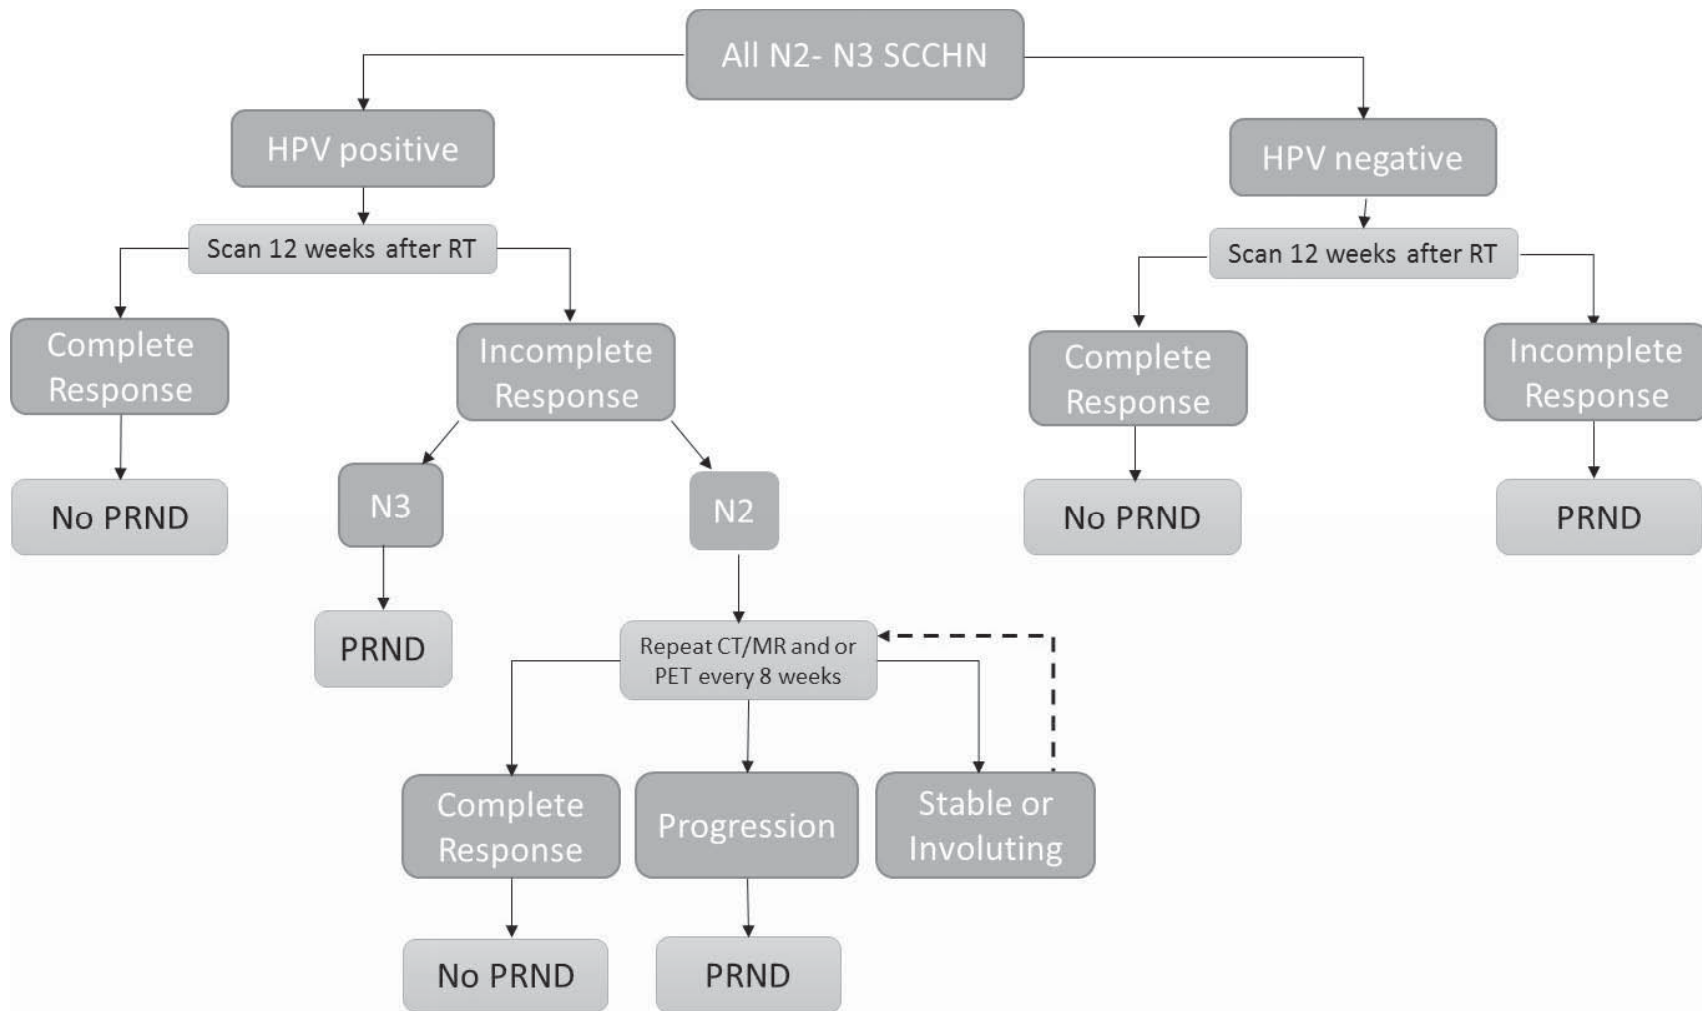 All N2- N3 SCCHN
HPV positive
HPV negative
Scan 12 weeks after RT
Scan 12 weeks after RT
Complete
Response
Incomplete
Response
Complete
Response
Incomplete
Response
No PRND
N3
N2
No PRND
PRND
PRND
Repeat CT/MR and or
PET every 8 weeks
Complete
Response
Progression
Stable or
Involuting
No PRND
PRND